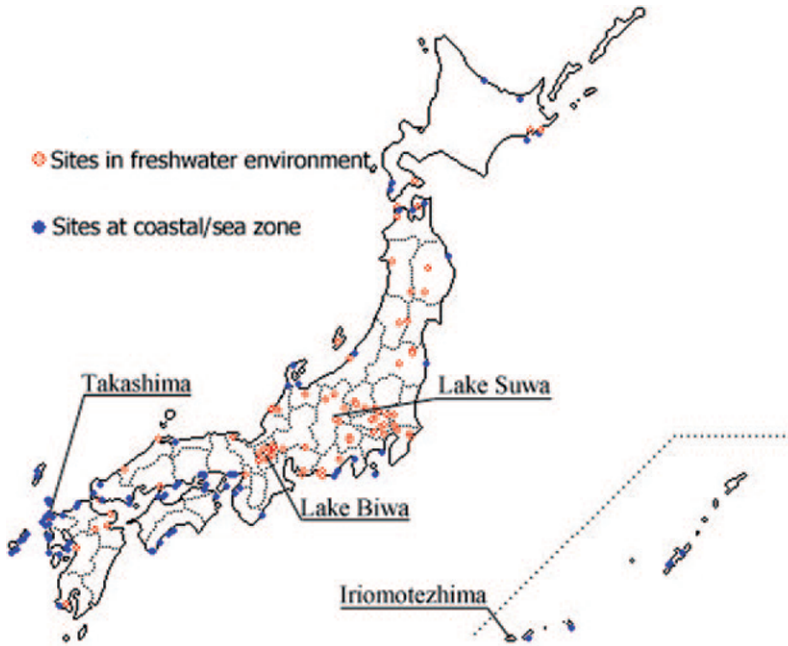 Sites in freshwater environment
Sites at coastal/sea zone
Takashima
Lake Suwa
Lake Biwa
Iriomotezhima